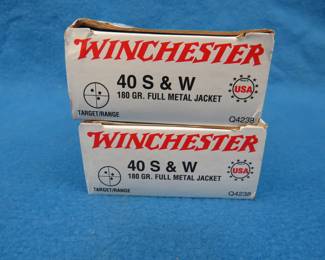 WINCHESTER
40 S & W
180 GR. FULL METAL JACKET
USA
TARGET/RANGE
Q4238
WINCHESTER
40 S & W
180 GR. FULL METAL JACKET
USA
TARGET/RANGE
Q4238